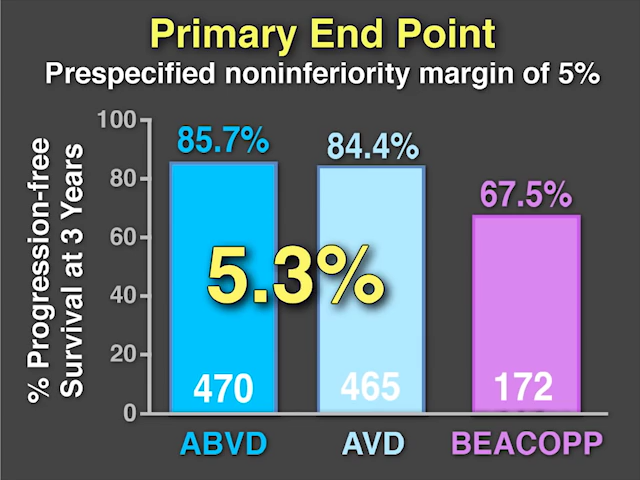 Primary End Point
Prespecified noninferiority margin of 5%
% Progression-free
Survival at 3 Years
100
80
60
40
20
0
85.7%
84.4%
67.5%
5.3%
470
465
172
ABVD
AVD
BEACOPP